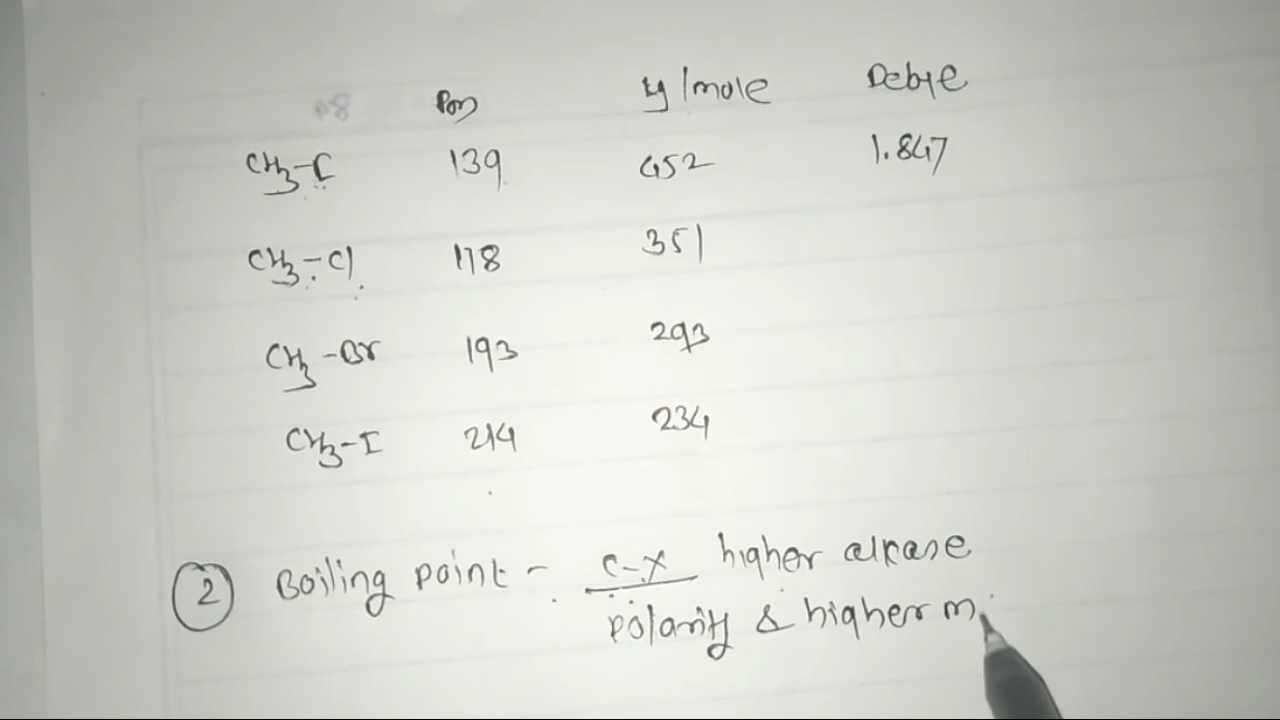 Pm kj/mole Debye
CH3-F 139 452 1.847
CH3-Cl 178 351
CH3-Br 193 293
CH3-I 214 234
② Boiling point - C-X higher alkane
polarity & higher m